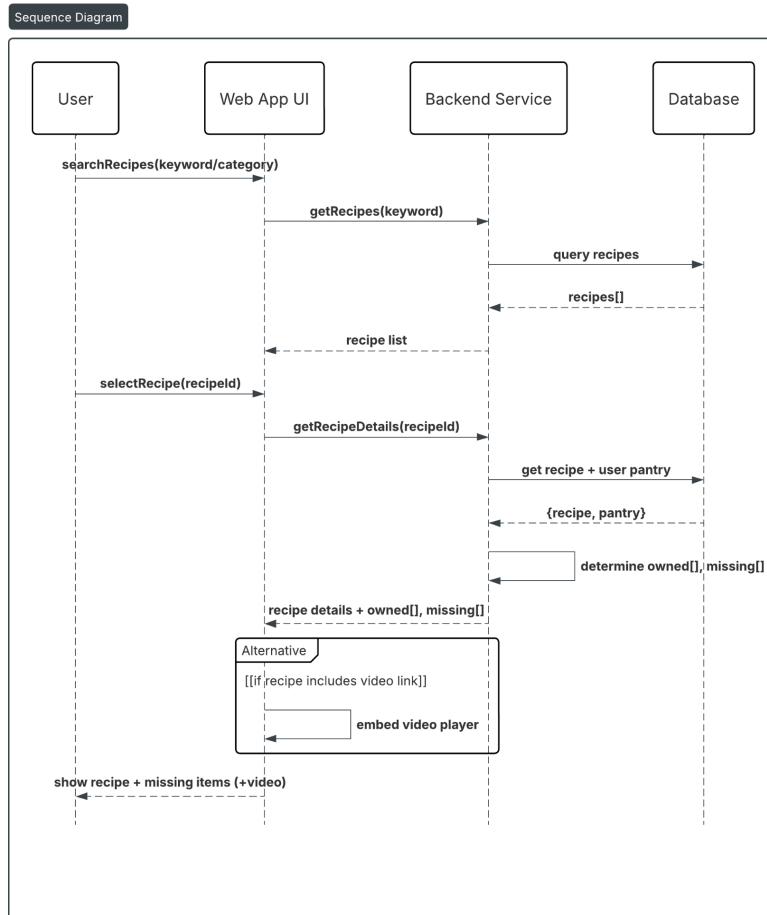 Sequence Diagram
User
Web App UI
Backend Service
Database
searchRecipes(keyword/category)
getRecipes(keyword)
query recipes
recipes[]
recipe list
selectRecipe(recipeId)
getRecipeDetails(recipeId)
get recipe + user pantry
{recipe, pantry}
determine owned[], missing[]
recipe details + owned[], missing[]
Alternative
[[if recipe includes video link]]
embed video player
show recipe + missing items (+video)